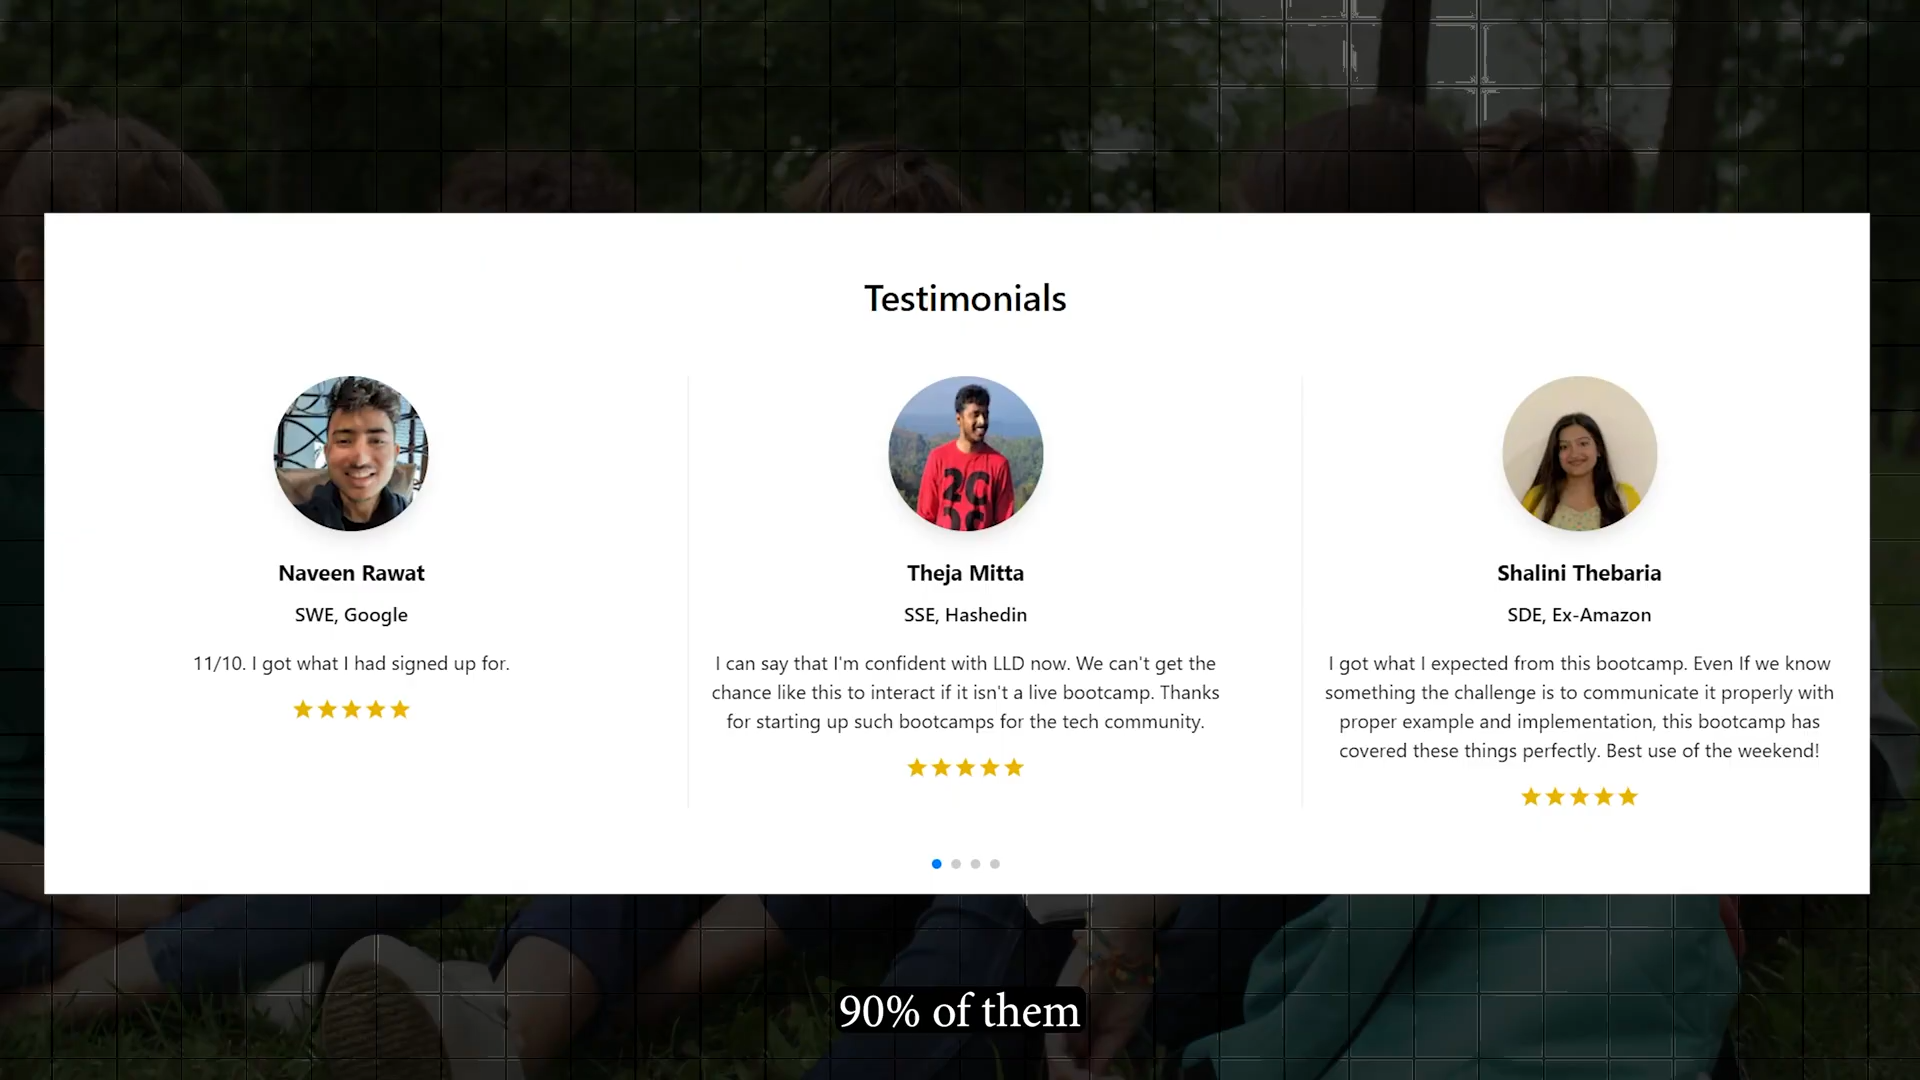 Testimonials
Naveen Rawat
SWE, Google
11/10. I got what I had signed up for.
Theja Mitta
SSE, Hashedin
I can say that I'm confident with LLD now. We can't get the
chance like this to interact if it isn't a live bootcamp. Thanks
for starting up such bootcamps for the tech community.
Shalini Thebaria
SDE, Ex-Amazon
I got what I expected from this bootcamp. Even If we know
something the challenge is to communicate it properly with
proper example and implementation, this bootcamp has
covered these things perfectly. Best use of the weekend!
90% of them